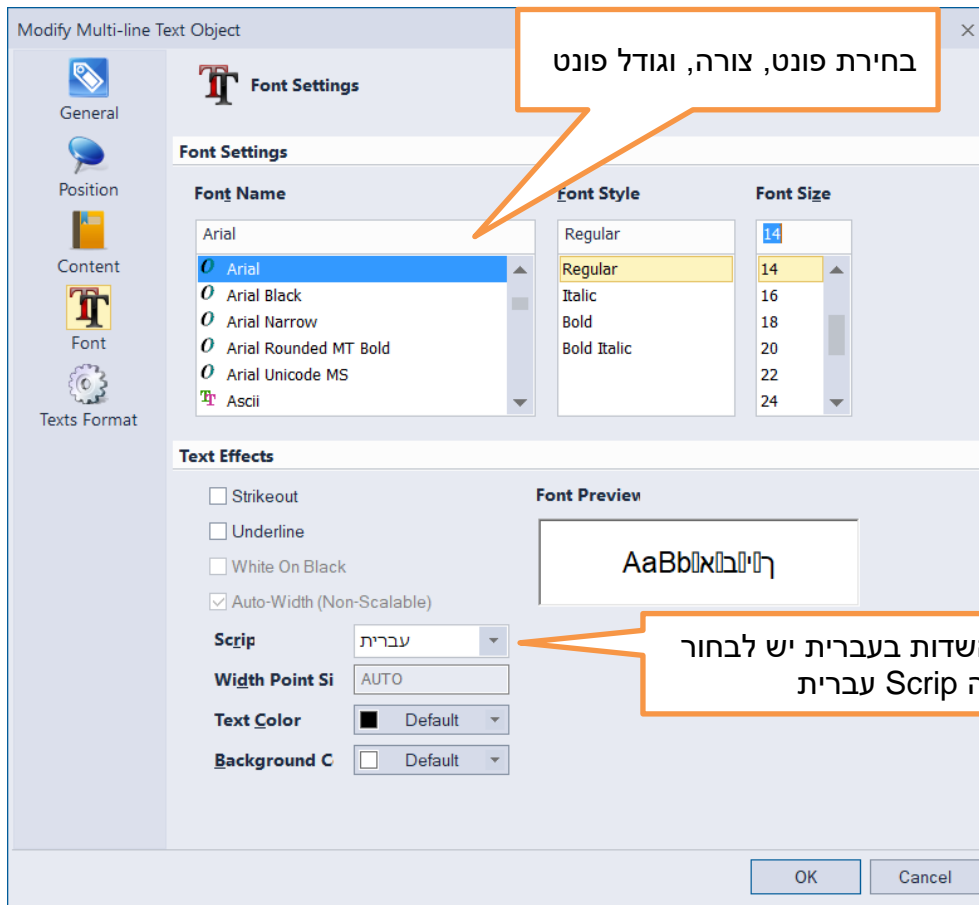 Modify Multi-line Text Object
בחירת פונט, צורה, וגודל פונט
General
Position
Content
Font
Texts Format
Font Settings
Font Settings
Font Name
Font Style
Font Size
Arial
Regular
14
Arial
Arial Black
Arial Narrow
Arial Rounded MT Bold
Arial Unicode MS
Ascii
Regular
Italic
Bold
Bold Italic
14
16
18
20
22
24
Text Effects
Strikeout
Underline
White On Black
Auto-Width (Non-Scalable)
Font Preview
AaBb
Scrip
עברית
Width Point Si
AUTO
Text Color
Default
Background C
Default
שדות בעברית יש לבחור
ה Scrip עברית
OK
Cancel